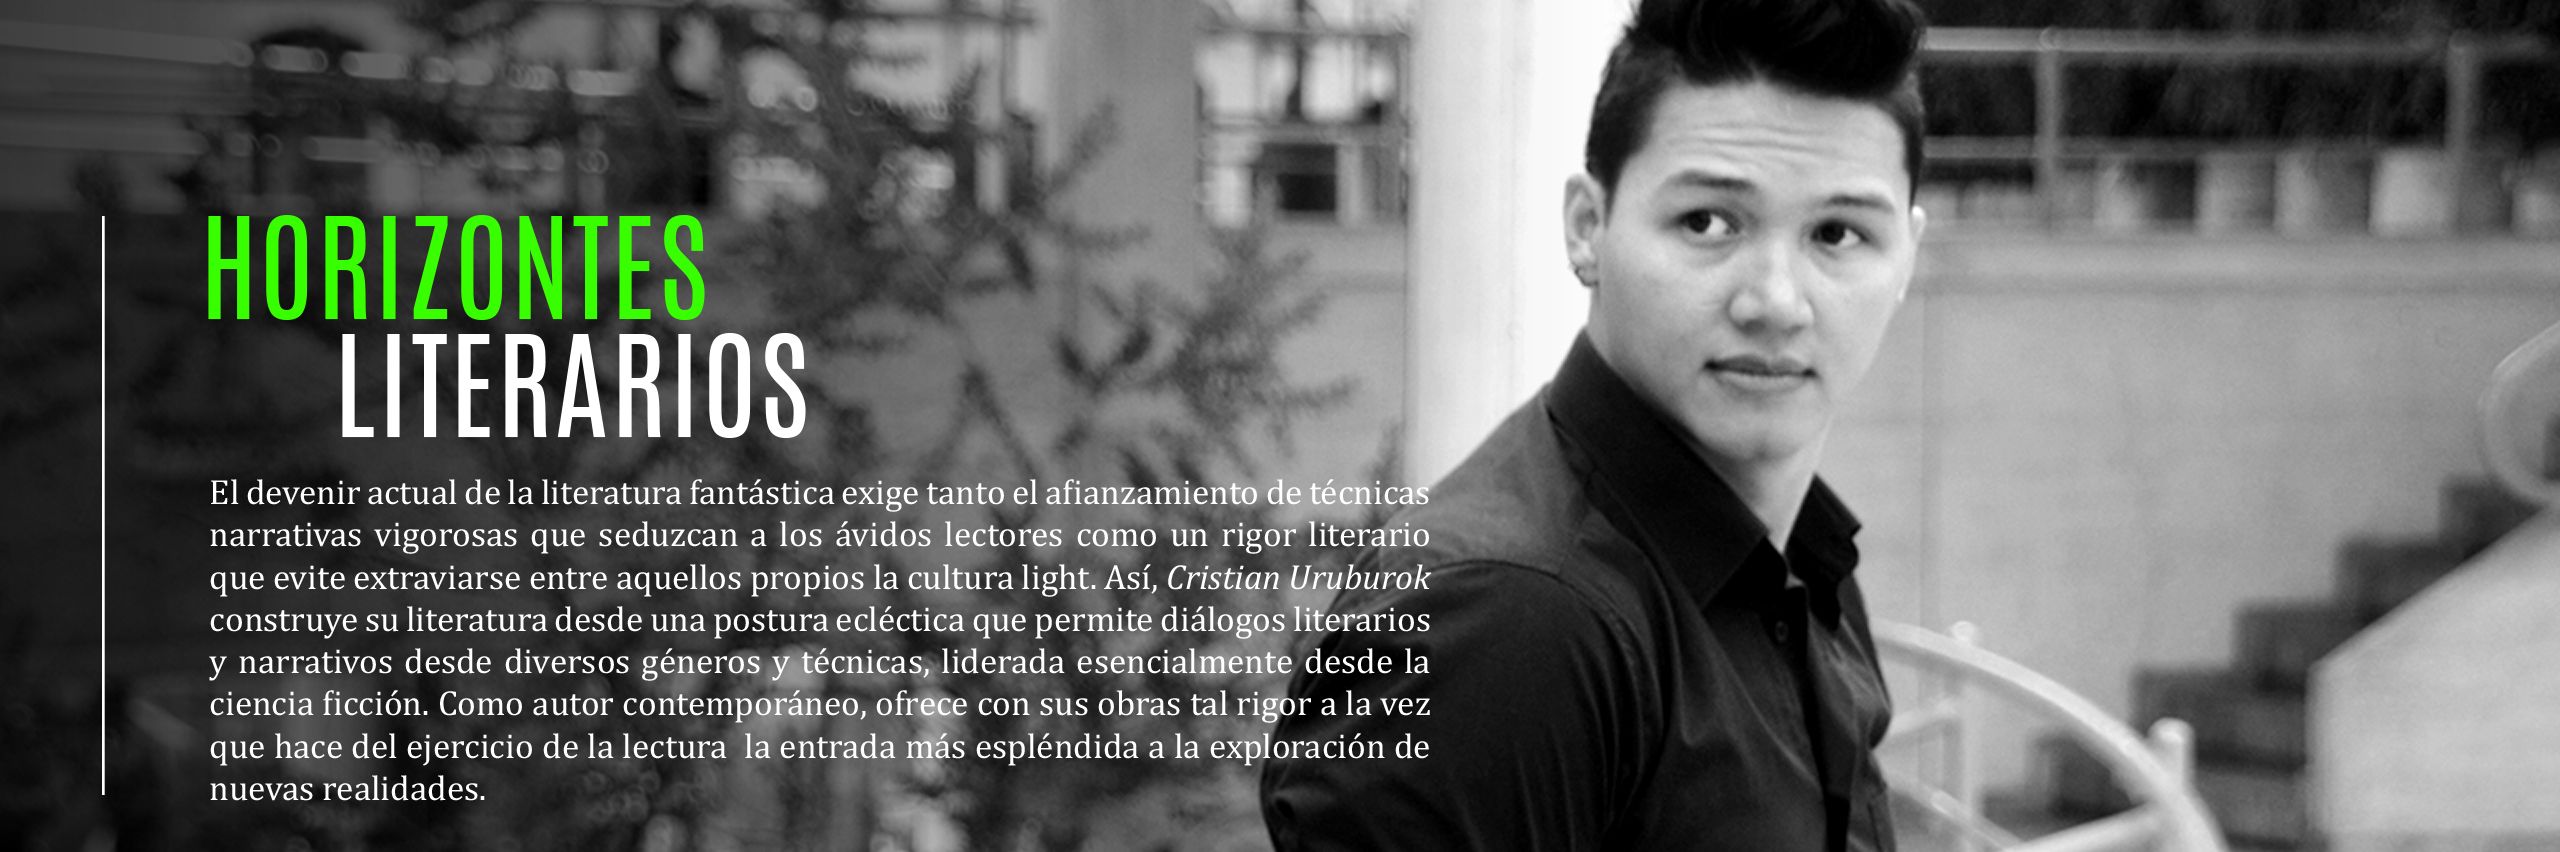 HORIZONTES
LITERARIOS
El devenir actual de la literatura fantástica exige tanto el afianzamiento de técnicas
narrativas vigorosas que seduzcan a los ávidos lectores como un rigor literario
que evite extraviarse entre aquellos propios la cultura light. Así, Cristian Uruburok
construye su literatura desde una postura ecléctica que permite diálogos literarios
y narrativos desde diversos géneros y técnicas, liderada esencialmente desde la
ciencia ficción. Como autor contemporáneo, ofrece con sus obras tal rigor a la vez
que hace del ejercicio de la lectura  la entrada más espléndida a la exploración de
nuevas realidades.